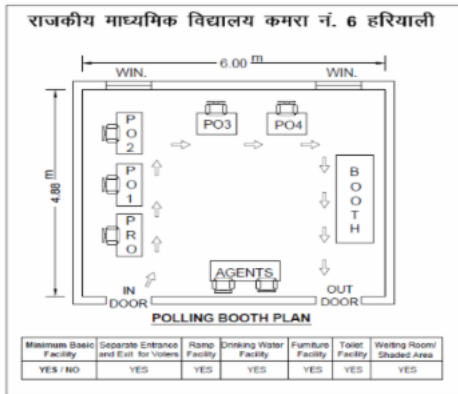 राजकीय माध्यमिक विद्यालय कमरा नं. 6 हरियाली
6.00 m
WIN. WIN.
4.88 m
PO2
PO3
PO4
PO1
PRO
BOOTH
AGENTS
IN DOOR
OUT DOOR
POLLING BOOTH PLAN
Minimum Basic Facility
Separate Entrance and Exit for Voters
Ramp Facility
Drinking Water Facility
Furniture Facility
Toilet Facility
Waiting Room/ Shaded Area
YES / NO YES YES YES YES YES YES